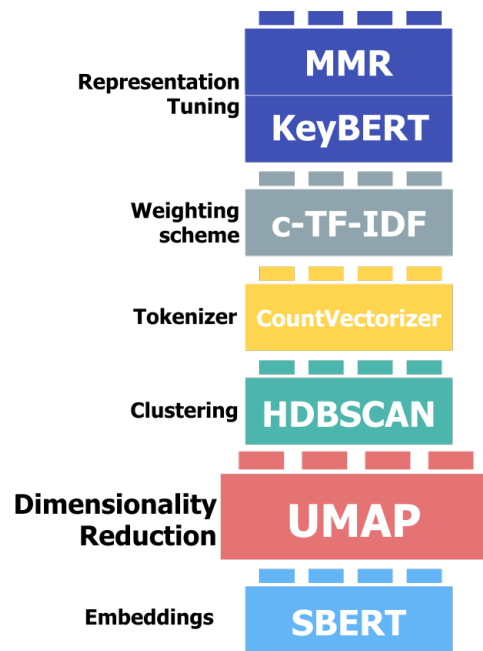 Representation
Tuning
MMR
KeyBERT
Weighting
scheme
c-TF-IDF
Tokenizer
CountVectorizer
Clustering
HDBSCAN
Dimensionality
Reduction
UMAP
Embeddings
SBERT